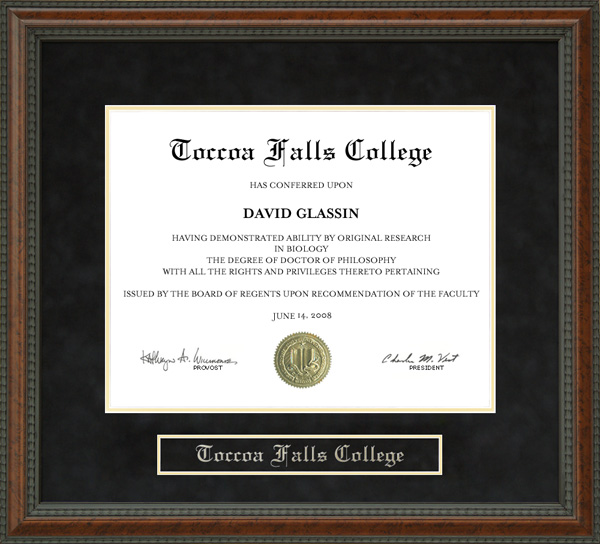 Toccoa Falls College
HAS CONFERRED UPON
DAVID GLASSIN
HAVING DEMONSTRATED ABILITY BY ORIGINAL RESEARCH
IN BIOLOGY
THE DEGREE OF DOCTOR OF PHILOSOPHY
WITH ALL THE RIGHTS AND PRIVILEGES THERETO PERTAINING
ISSUED BY THE BOARD OF REGENTS UPON RECOMMENDATION OF THE FACULTY
JUNE 14, 2008
Charles M. Vest
PROVOST
PRESIDENT
Toccoa Falls College